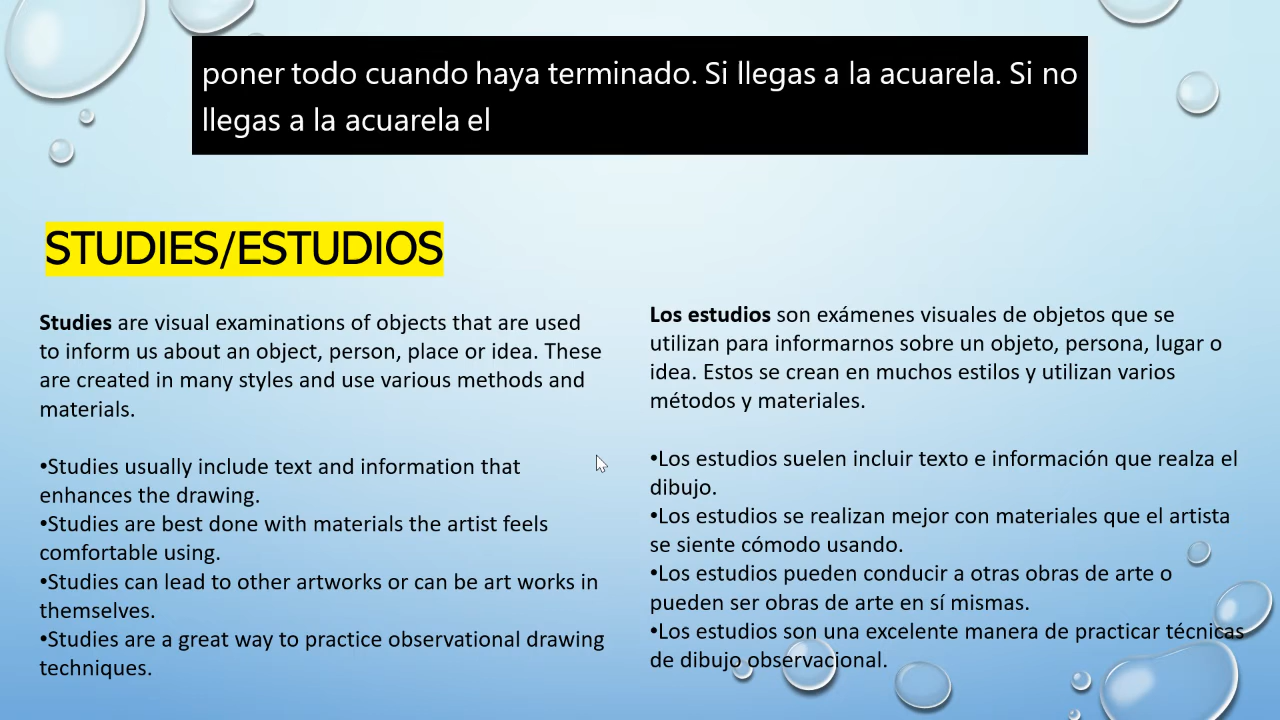 poner todo cuando haya terminado. Si llegas a la acuarela. Si no
llegas a la acuarela el
STUDIES/ESTUDIOS
Studies are visual examinations of objects that are used
to inform us about an object, person, place or idea. These
are created in many styles and use various methods and
materials.
•Studies usually include text and information that
enhances the drawing.
•Studies are best done with materials the artist feels
comfortable using.
•Studies can lead to other artworks or can be art works in
themselves.
•Studies are a great way to practice observational drawing
techniques.
Los estudios son exámenes visuales de objetos que se
utilizan para informarnos sobre un objeto, persona, lugar o
idea. Estos se crean en muchos estilos y utilizan varios
métodos y materiales.
•Los estudios suelen incluir texto e información que realza el
dibujo.
•Los estudios se realizan mejor con materiales que el artista
se siente cómodo usando.
•Los estudios pueden conducir a otras obras de arte o
pueden ser obras de arte en sí mismas.
•Los estudios son una excelente manera de practicar técnicas
de dibujo observacional.